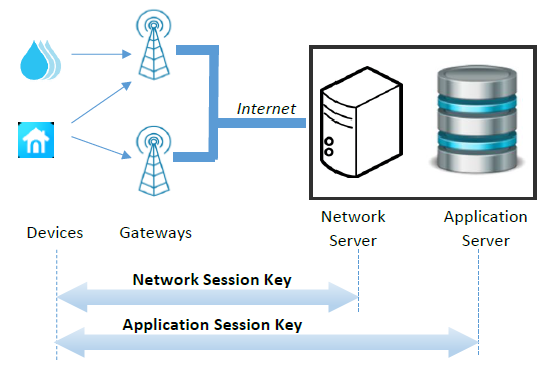 Internet
Network
Server
Application
Server
Devices
Gateways
Network Session Key
Application Session Key